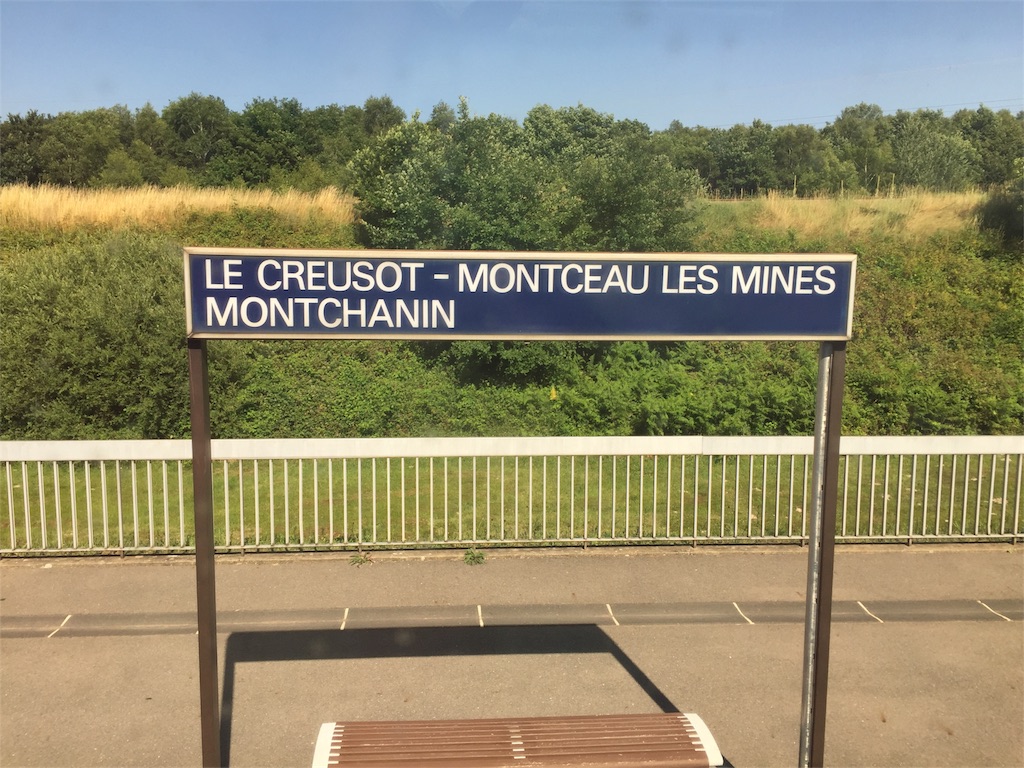 LE CREUSOT - MONTCEAU LES MINES
MONTCHANIN